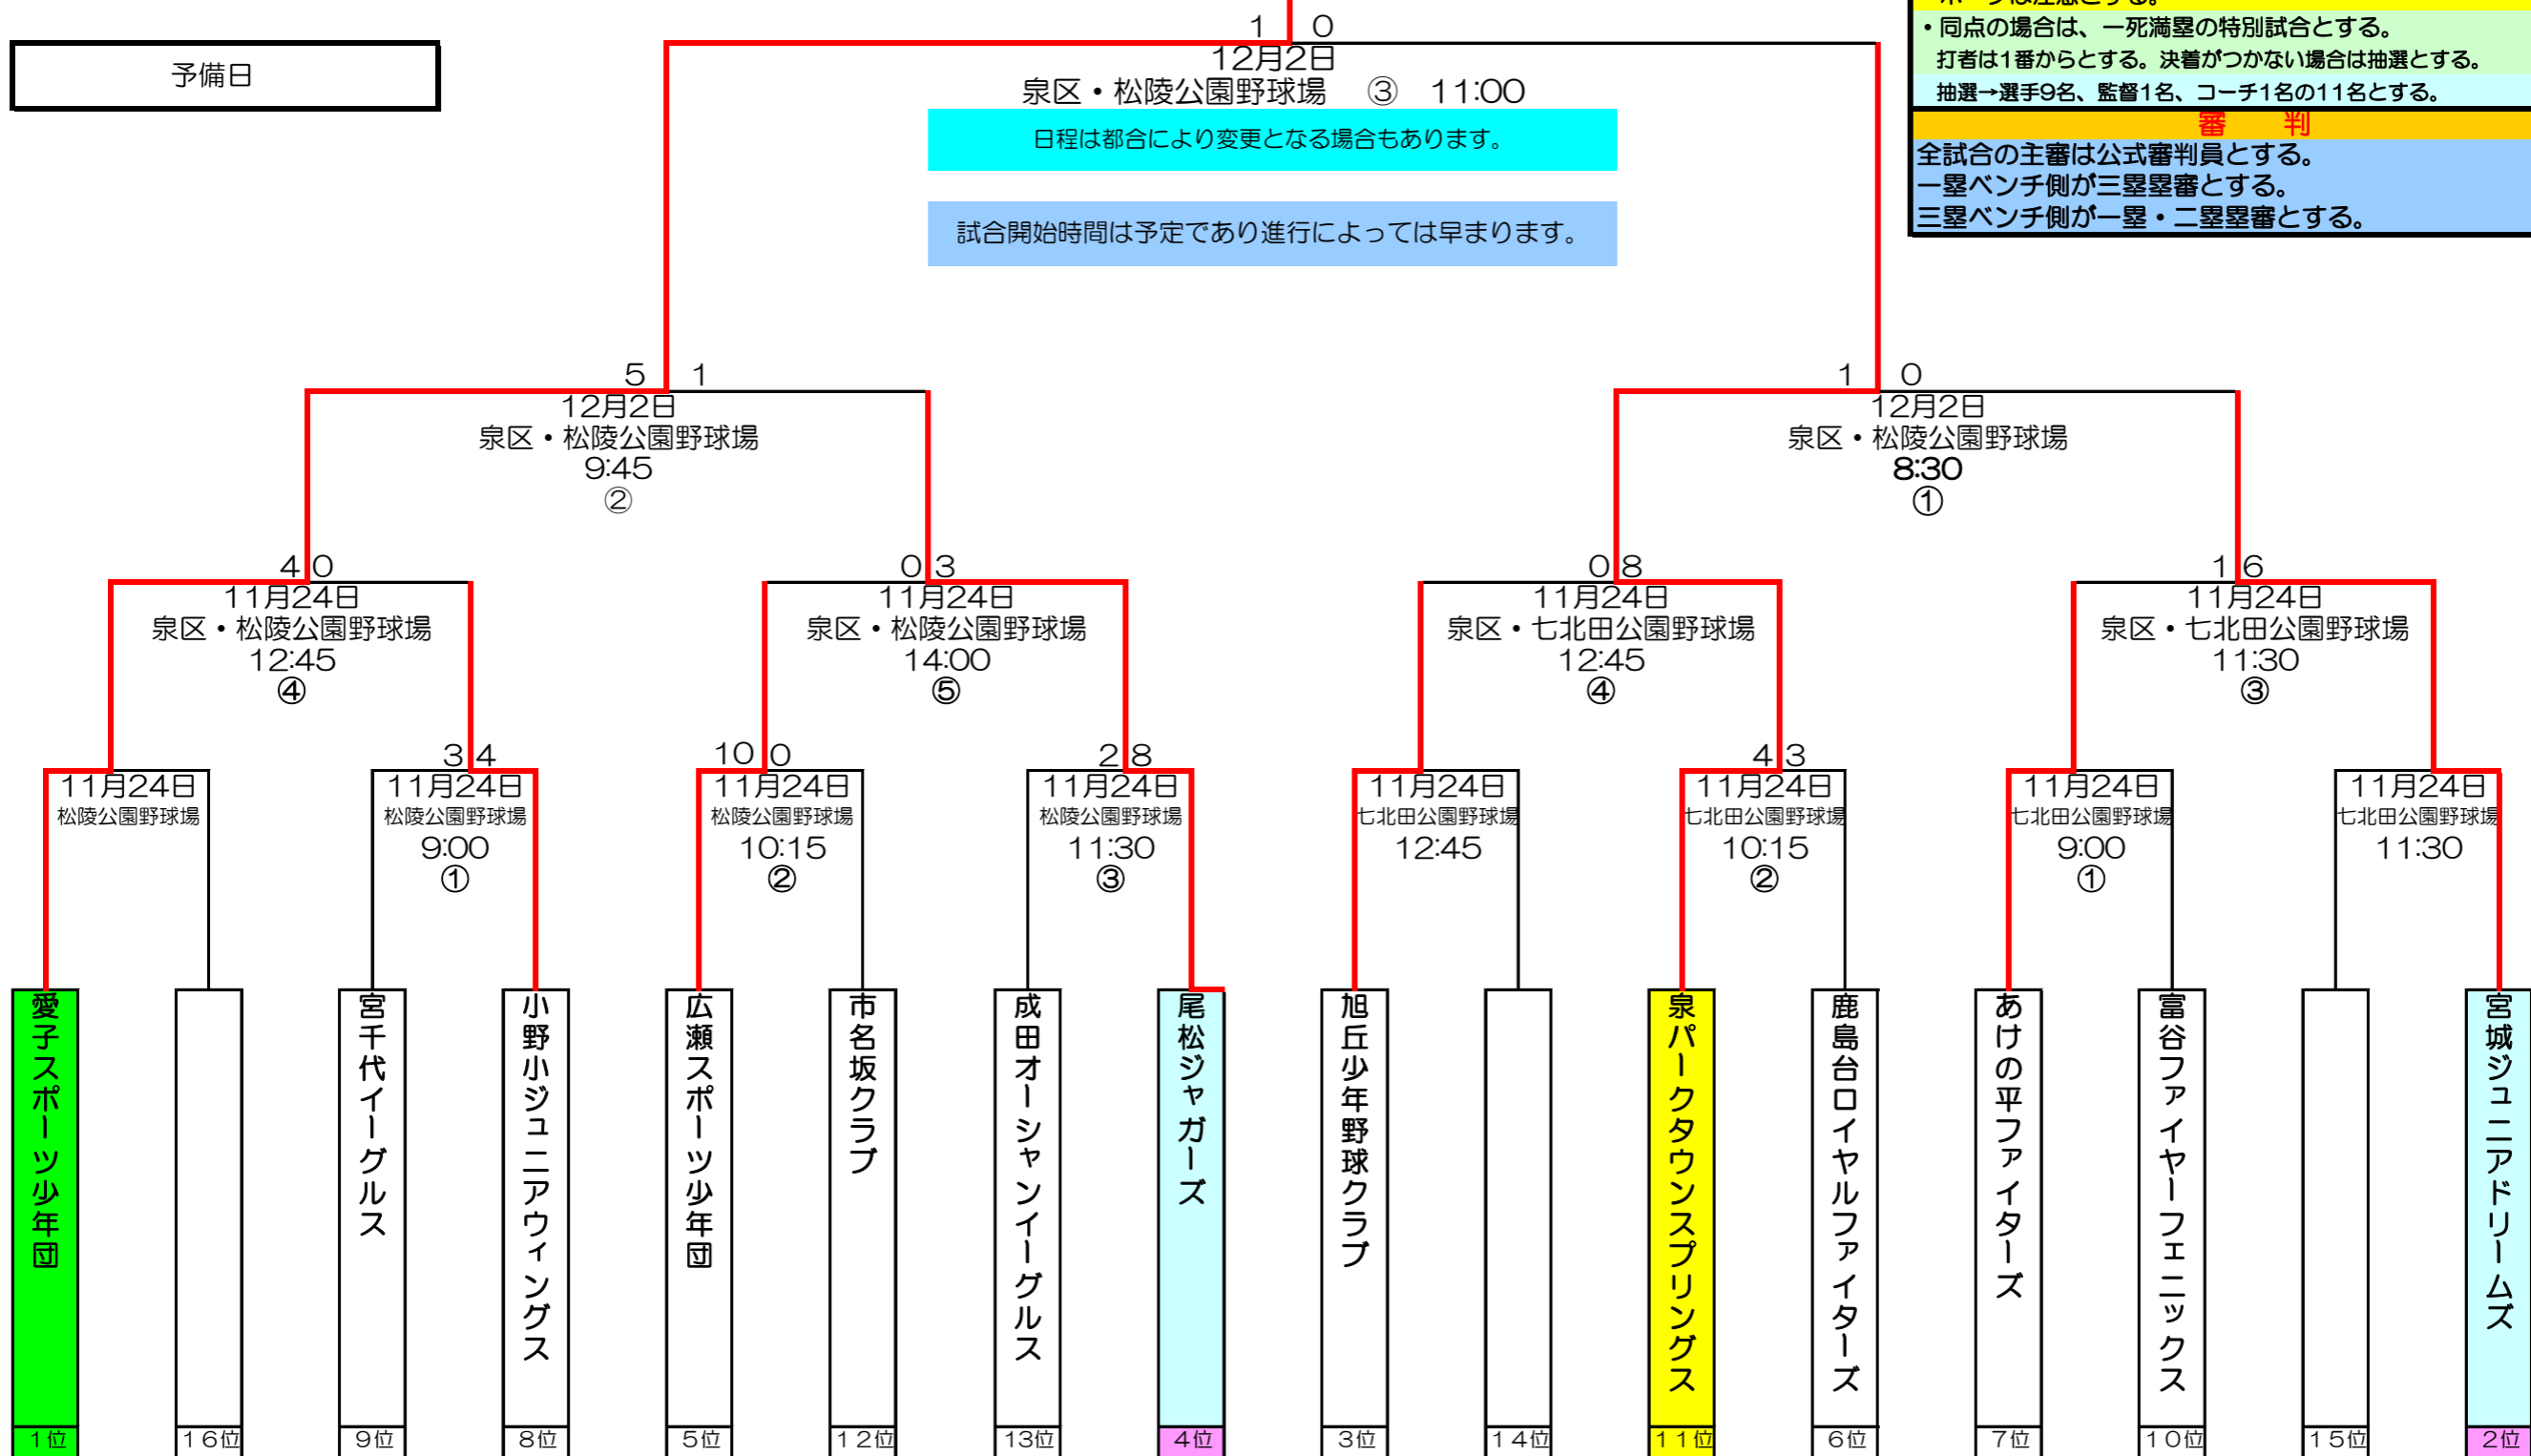 ボークは注意とする。
・同点の場合は、一死満塁の特別試合とする。
打者は1番からとする。決着がつかない場合は抽選とする。
抽選→選手9名、監督1名、コーチ1名の11名とする。
審　判
全試合の主審は公式審判員とする。
一塁ベンチ側が三塁塁審とする。
三塁ベンチ側が一塁・二塁塁審とする。
予備日
1 0
12月2日
泉区・松陵公園野球場 ③ 11:00
日程は都合により変更となる場合もあります。
試合開始時間は予定であり進行によっては早まります。
5 1
12月2日
泉区・松陵公園野球場
9:45
②
1 0
12月2日
泉区・松陵公園野球場
8:30
①
4 0
11月24日
泉区・松陵公園野球場
12:45
④
0 3
11月24日
泉区・松陵公園野球場
14:00
⑤
0 8
11月24日
泉区・七北田公園野球場
12:45
④
1 6
11月24日
泉区・七北田公園野球場
11:30
③
11月24日
松陵公園野球場
3 4
11月24日
松陵公園野球場
9:00
①
10 0
11月24日
松陵公園野球場
10:15
②
2 8
11月24日
松陵公園野球場
11:30
③
11月24日
七北田公園野球場
12:45
4 3
11月24日
七北田公園野球場
10:15
②
11月24日
七北田公園野球場
9:00
①
11月24日
七北田公園野球場
11:30
愛子スポーツ少年団
1位
16位
宮千代イーグルス
9位
小野小ジュニアウィングス
8位
広瀬スポーツ少年団
5位
市名坂クラブ
12位
成田オーシャンイーグルス
13位
尾松ジャガーズ
4位
旭丘少年野球クラブ
3位
14位
泉パークタウンスプリングス
11位
鹿島台ロイヤルファイターズ
6位
あけの平ファイターズ
7位
富谷ファイヤーフェニックス
10位
15位
宮城ジュニアドリームズ
2位